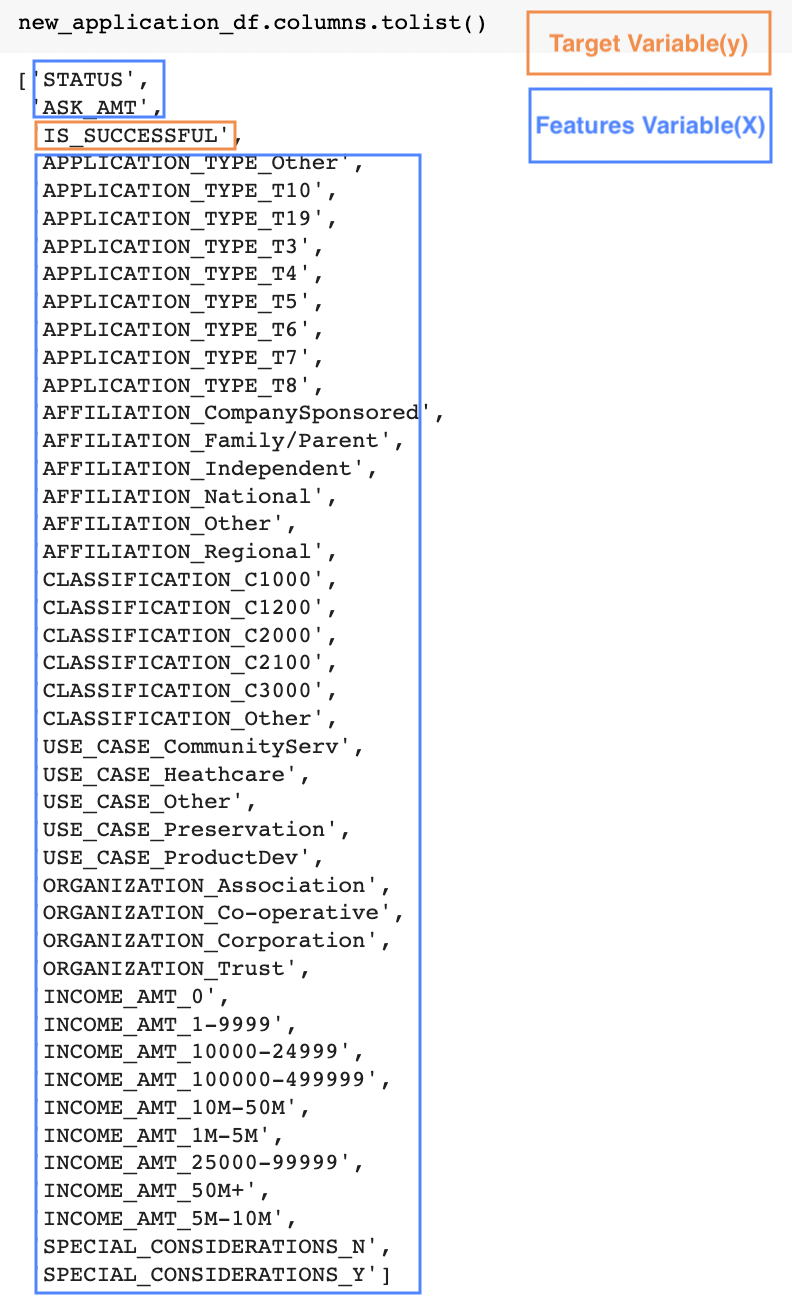 new_application_df.columns.tolist()
Target Variable(y)
Features Variable(X)
['STATUS',
'ASK_AMT',
'IS_SUCCESSFUL',
'APPLICATION_TYPE_Other',
'APPLICATION_TYPE_T10',
'APPLICATION_TYPE_T19',
'APPLICATION_TYPE_T3',
'APPLICATION_TYPE_T4',
'APPLICATION_TYPE_T5',
'APPLICATION_TYPE_T6',
'APPLICATION_TYPE_T7',
'APPLICATION_TYPE_T8',
'AFFILIATION_CompanySponsored',
'AFFILIATION_Family/Parent',
'AFFILIATION_Independent',
'AFFILIATION_National',
'AFFILIATION_Other',
'AFFILIATION_Regional',
'CLASSIFICATION_C1000',
'CLASSIFICATION_C1200',
'CLASSIFICATION_C2000',
'CLASSIFICATION_C2100',
'CLASSIFICATION_C3000',
'CLASSIFICATION_Other',
'USE_CASE_CommunityServ',
'USE_CASE_Heathcare',
'USE_CASE_Other',
'USE_CASE_Preservation',
'USE_CASE_ProductDev',
'ORGANIZATION_Association',
'ORGANIZATION_Co-operative',
'ORGANIZATION_Corporation',
'ORGANIZATION_Trust',
'INCOME_AMT_0',
'INCOME_AMT_1-9999',
'INCOME_AMT_10000-24999',
'INCOME_AMT_100000-499999',
'INCOME_AMT_10M-50M',
'INCOME_AMT_1M-5M',
'INCOME_AMT_25000-99999',
'INCOME_AMT_50M+',
'INCOME_AMT_5M-10M',
'SPECIAL_CONSIDERATIONS_N',
'SPECIAL_CONSIDERATIONS_Y']